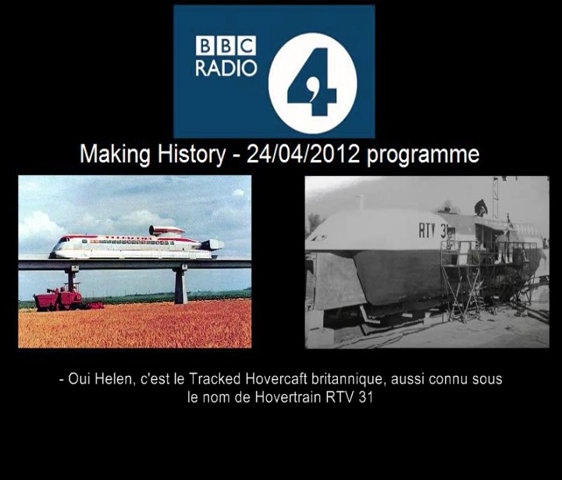 BBC
RADIO
4
Making History - 24/04/2012 programme
RTV 31
- Oui Helen, c'est le Tracked Hovercaft britannique, aussi connu sous
le nom de Hovertrain RTV 31